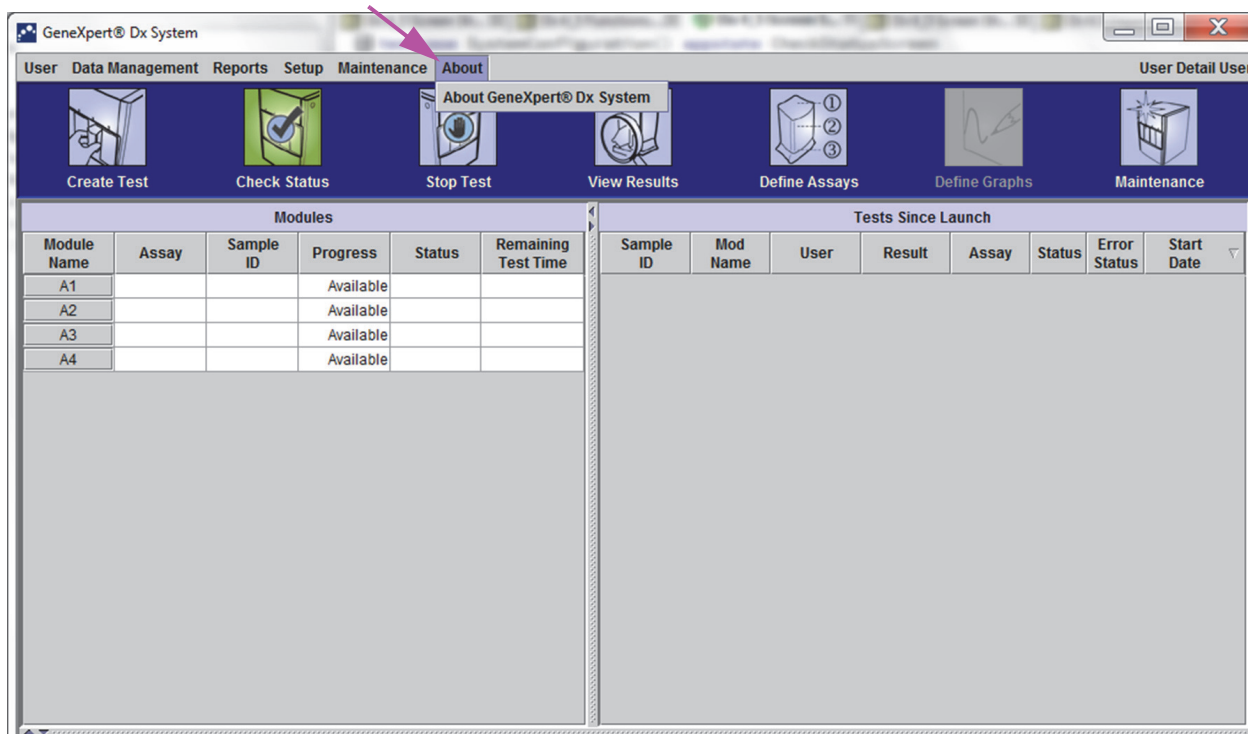 GeneXpert® Dx System
User Data Management Reports Setup Maintenance About User Detail User
About GeneXpert® Dx System
1
2
3
Create Test Check Status Stop Test View Results Define Assays Define Graphs Maintenance
Modules Tests Since Launch
Module Name Assay Sample ID Progress Status Remaining Test Time Sample ID Mod Name User Result Assay Status Error Status Start Date
A1 Available
A2 Available
A3 Available
A4 Available